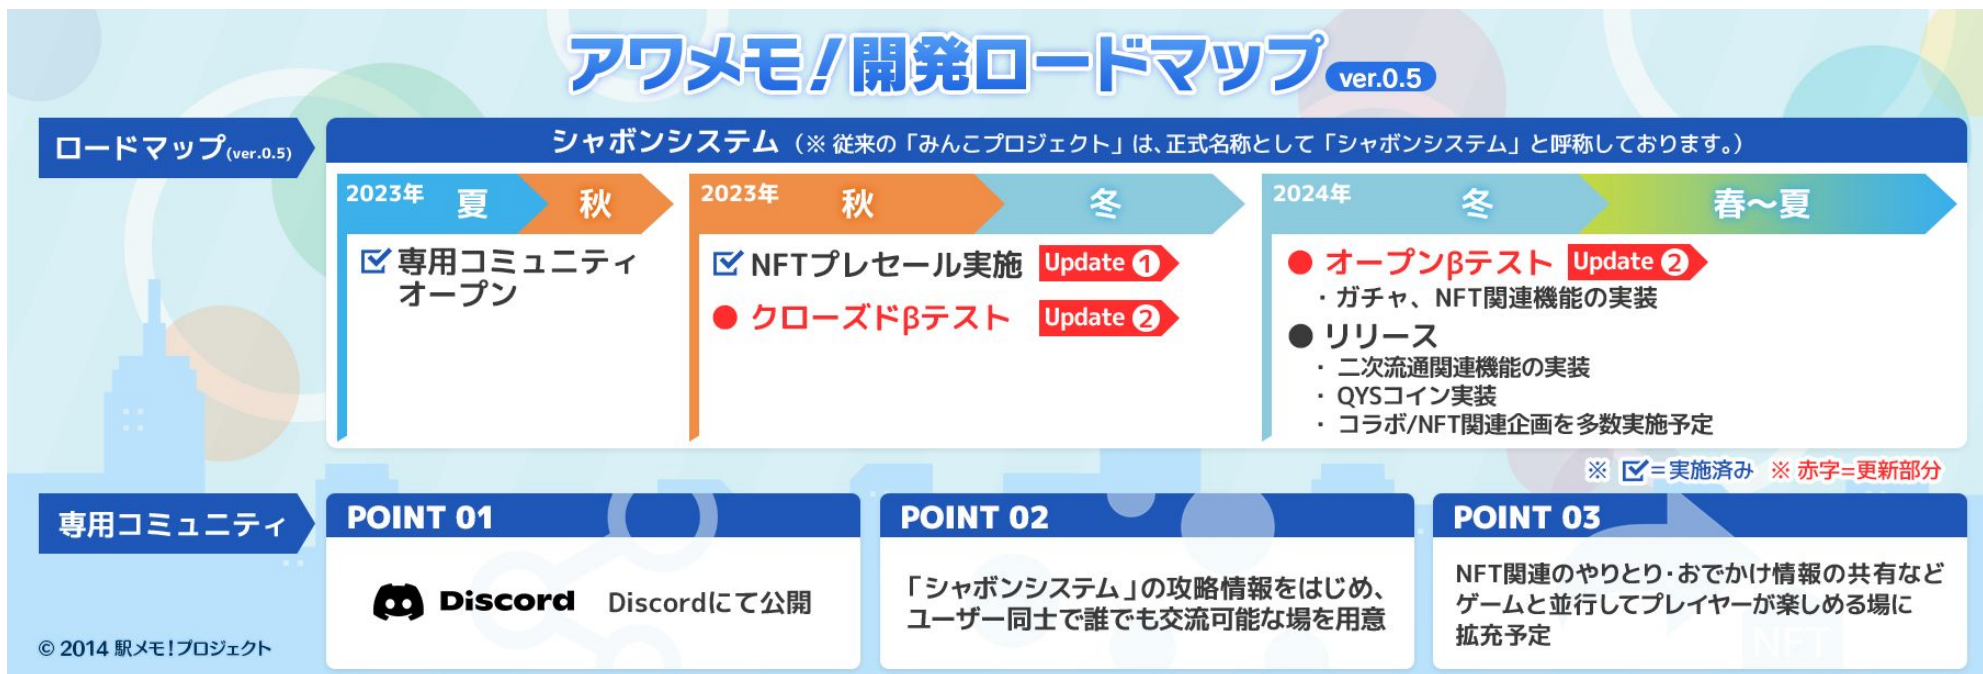 アワメモ!開発ロードマップ ver.0.5
ロードマップ(ver.0.5)
シャボンシステム (※ 従来の「みんこプロジェクト」は、正式名称として「シャボンシステム」と呼称しております。)
2023年 夏 秋
専用コミュニティ
オープン
2023年 秋 冬
NFTプレセール実施 Update 1
● クローズドβテスト Update 2
2024年 冬 春～夏
● オープンβテスト Update 2
・ガチャ、NFT関連機能の実装
● リリース
・二次流通関連機能の実装
・QYSコイン実装
・コラボ/NFT関連企画を多数実施予定
※ ☑=実施済み ※ 赤字=更新部分
専用コミュニティ
POINT 01
Discord Discordにて公開
POINT 02
「シャボンシステム」の攻略情報をはじめ、
ユーザー同士で誰でも交流可能な場を用意
POINT 03
NFT関連のやりとり・おでかけ情報の共有など
ゲームと並行してプレイヤーが楽しめる場に
拡充予定
NFT
© 2014 駅メモ!プロジェクト